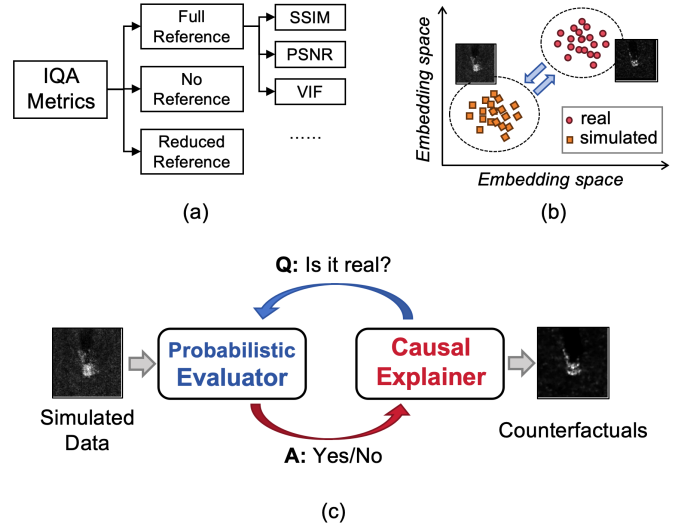 IQA
Metrics
Full
Reference
No
Reference
Reduced
Reference
SSIM
PSNR
VIF
......
(a)
Embedding space
real
simulated
Embedding space
(b)
Q: Is it real?
Probabilistic
Evaluator
Causal
Explainer
Simulated
Data
Counterfactuals
A: Yes/No
(c)